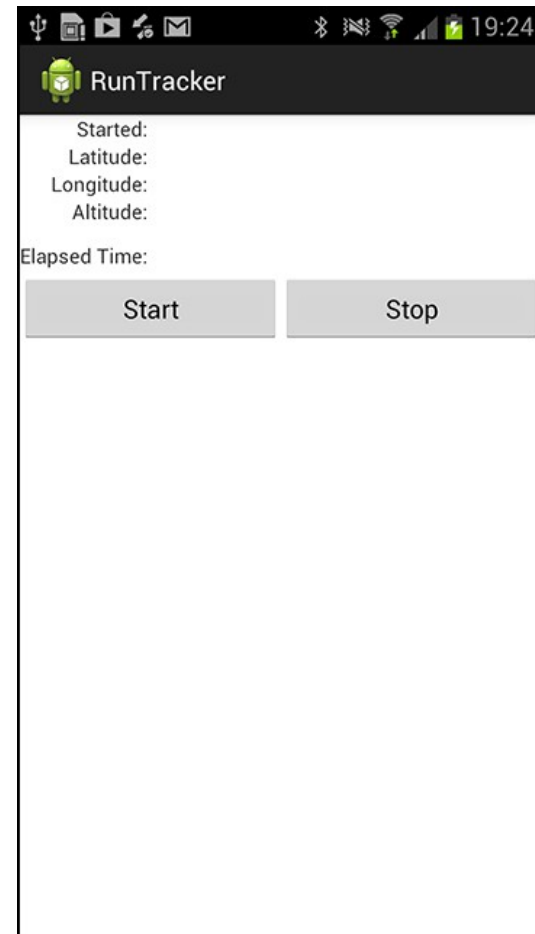 19:24
RunTracker
Started:
Latitude:
Longitude:
Altitude:
Elapsed Time:
Start Stop